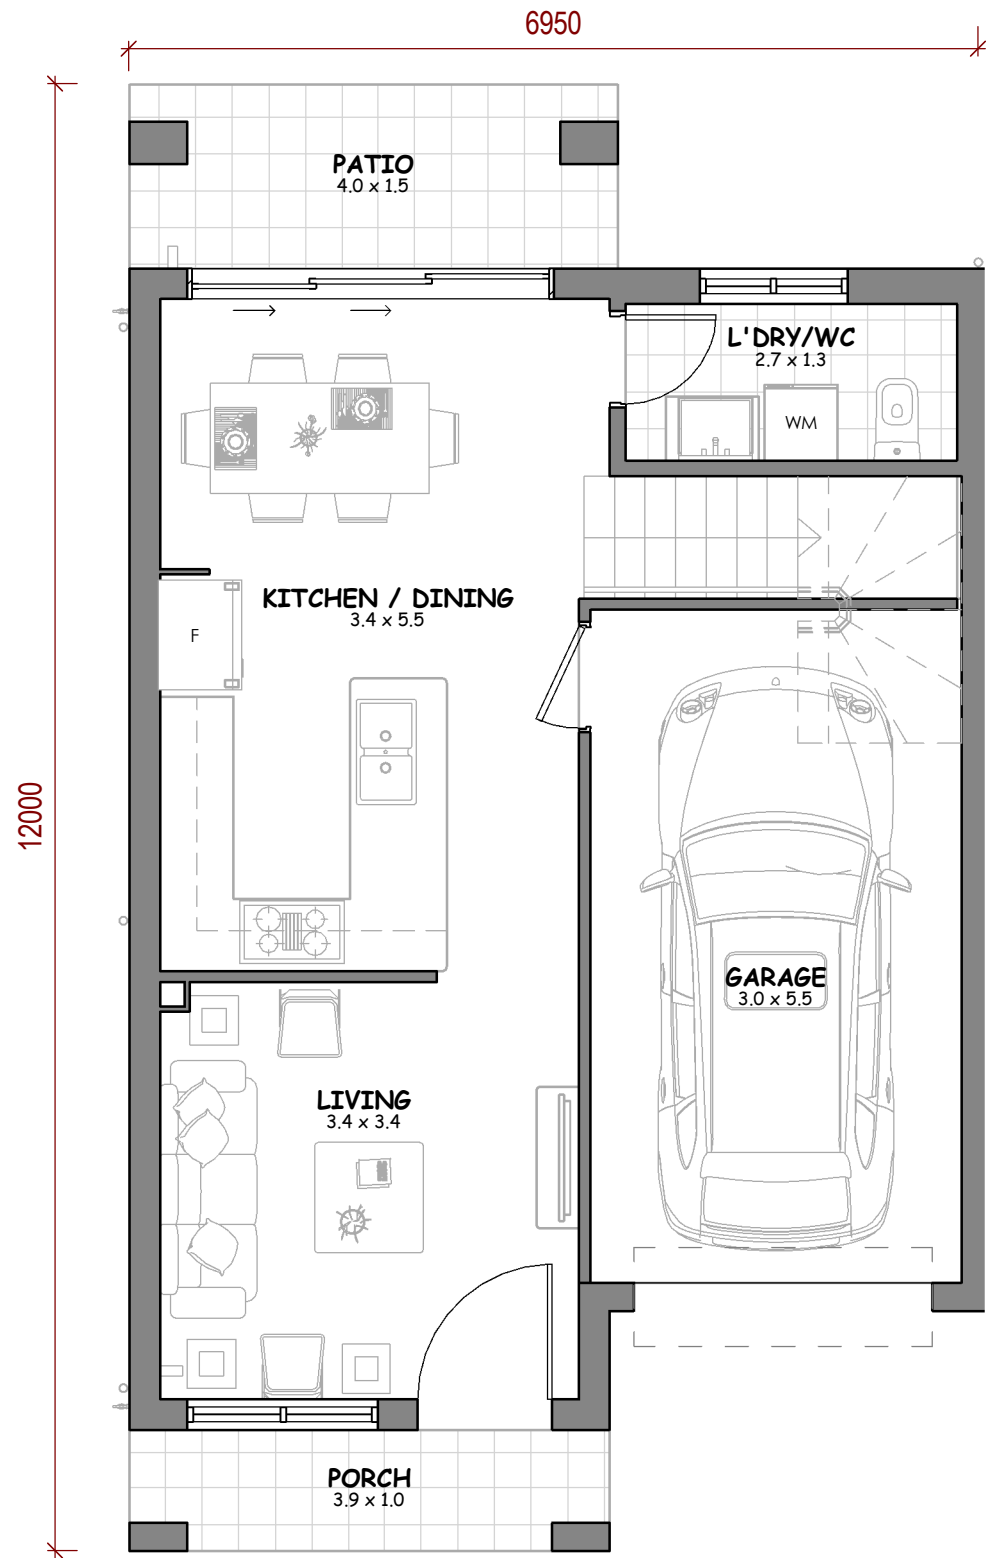 6950
PATIO
4.0 x 1.5
L'DRY/WC
2.7 x 1.3
WM
KITCHEN / DINING
3.4 x 5.5
F
12000
GARAGE
3.0 x 5.5
LIVING
3.4 x 3.4
PORCH
3.9 x 1.0